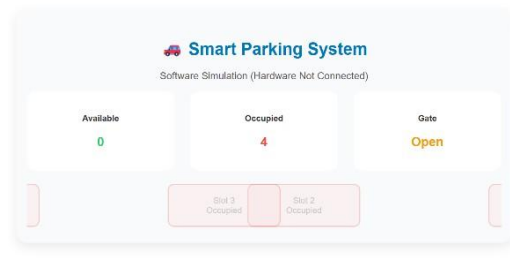 🚗 Smart Parking System
Software Simulation (Hardware Not Connected)
Available Occupied Gate
0 4 Open
Slot 3 Slot 2
Occupied Occupied